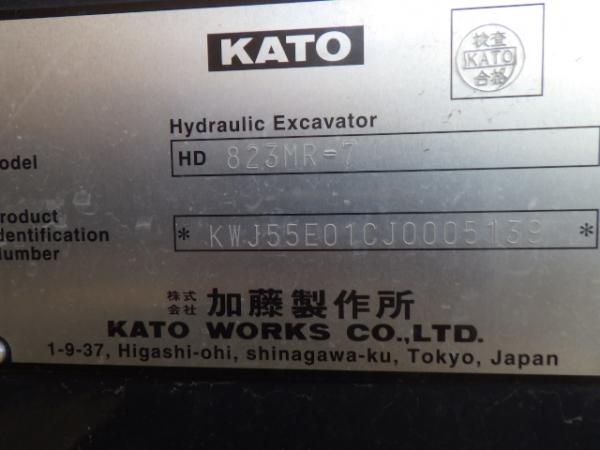 KATO
検査
KATO
合格
Hydraulic Excavator
odel HD 823MR-7
roduct
dentification
umber
* KWJ55E01CJ0005139 *
株式
会社 加藤製作所
KATO WORKS CO.,LTD.
1-9-37, Higashi-ohi, shinagawa-ku, Tokyo, Japan